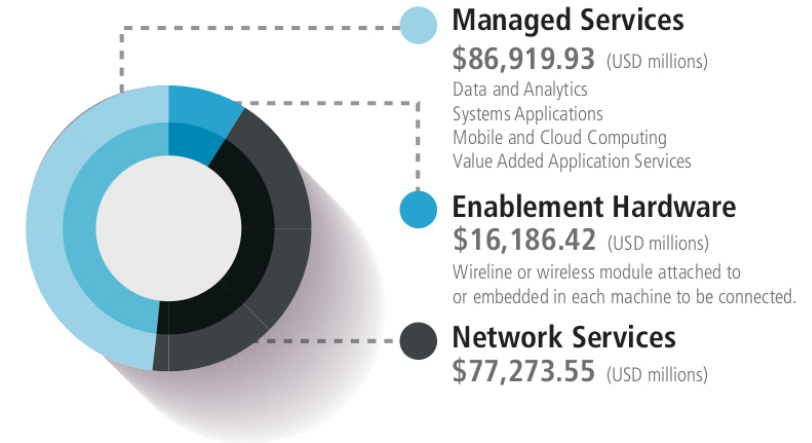 Managed Services
$86,919.93 (USD millions)
Data and Analytics
Systems Applications
Mobile and Cloud Computing
Value Added Application Services
Enablement Hardware
$16,186.42 (USD millions)
Wireline or wireless module attached to
or embedded in each machine to be connected.
Network Services
$77,273.55 (USD millions)